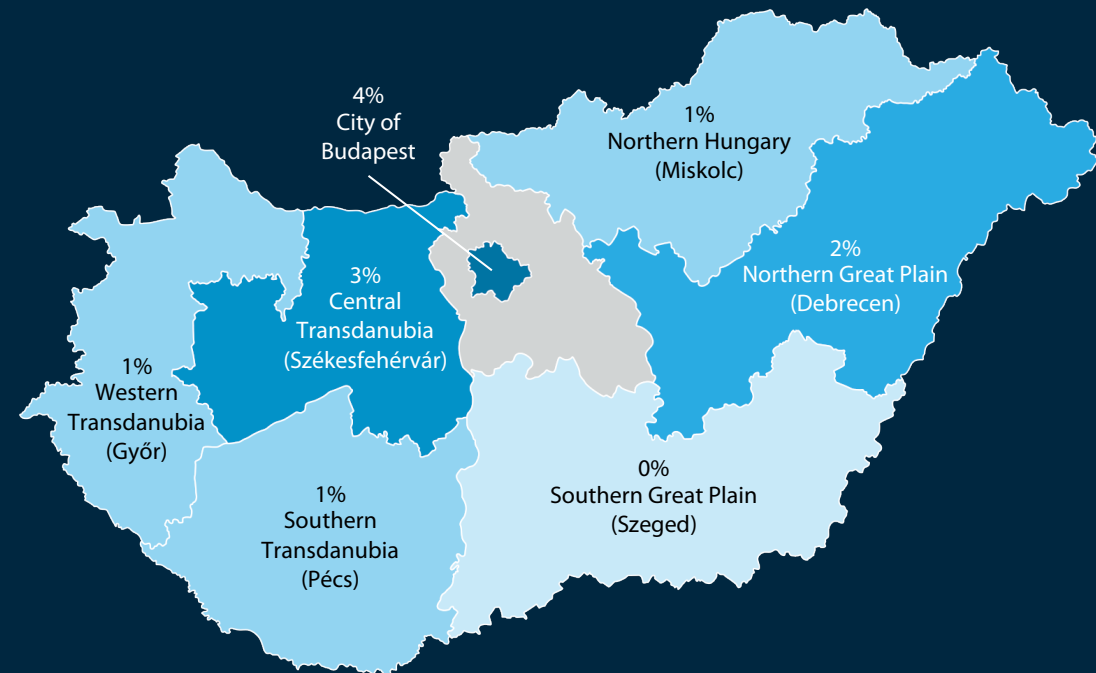 4%
City of
Budapest
1%
Northern Hungary
(Miskolc)
2%
Northern Great Plain
(Debrecen)
3%
Central
Transdanubia
(Székesfehérvár)
1%
Western
Transdanubia
(Győr)
0%
Southern Great Plain
(Szeged)
1%
Southern
Transdanubia
(Pécs)